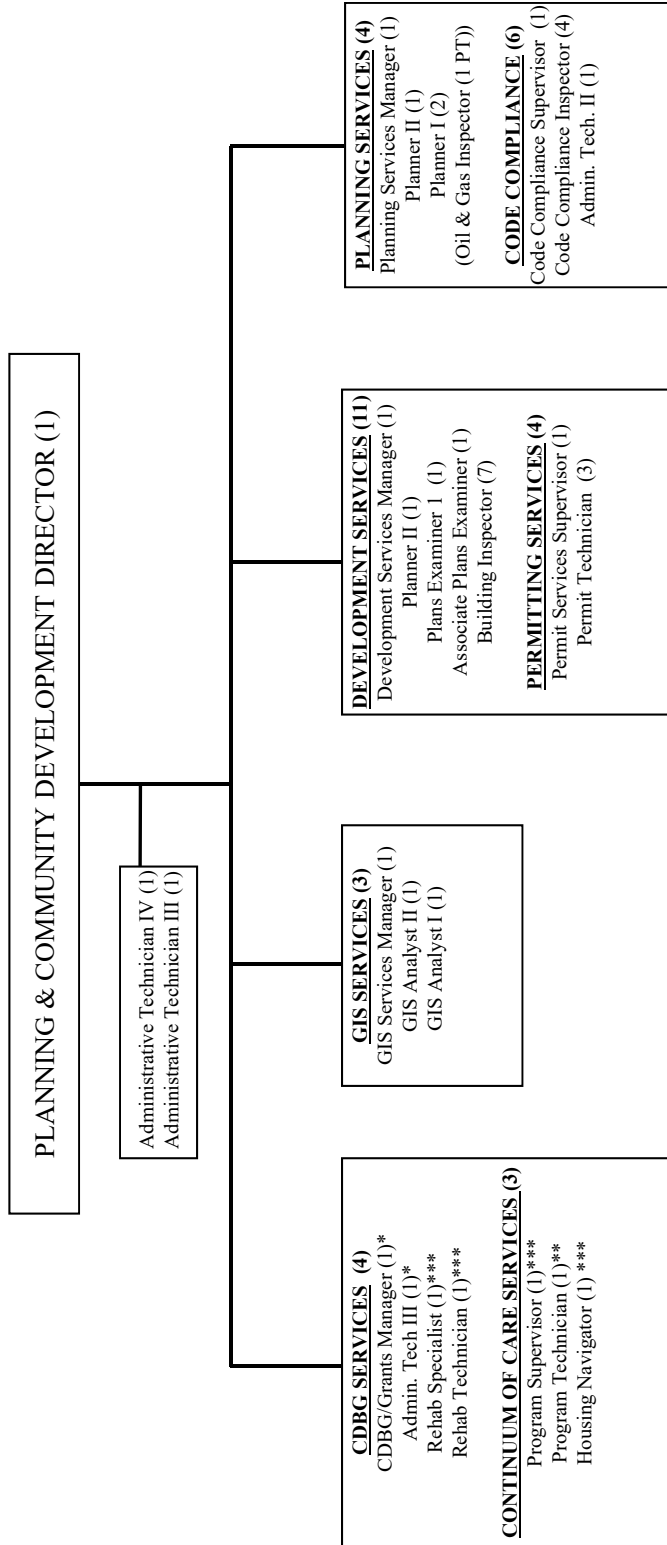 PLANNING & COMMUNITY DEVELOPMENT DIRECTOR (1)
Administrative Technician IV (1)
Administrative Technician III (1)
CDBG SERVICES (4)
CDBG/Grants Manager (1)*
Admin. Tech III (1)*
Rehab Specialist (1)***
Rehab Technician (1)***
CONTINUUM OF CARE SERVICES (3)
Program Supervisor (1)***
Program Technician (1)**
Housing Navigator (1) ***
GIS SERVICES (3)
GIS Services Manager (1)
GIS Analyst II (1)
GIS Analyst I (1)
DEVELOPMENT SERVICES (11)
Development Services Manager (1)
Planner II (1)
Plans Examiner 1 (1)
Associate Plans Examiner (1)
Building Inspector (7)
PERMITTING SERVICES (4)
Permit Services Supervisor (1)
Permit Technician (3)
PLANNING SERVICES (4)
Planning Services Manager (1)
Planner II (1)
Planner I (2)
(Oil & Gas Inspector (1 PT))
CODE COMPLIANCE (6)
Code Compliance Supervisor (1)
Code Compliance Inspector (4)
Admin. Tech. II (1)